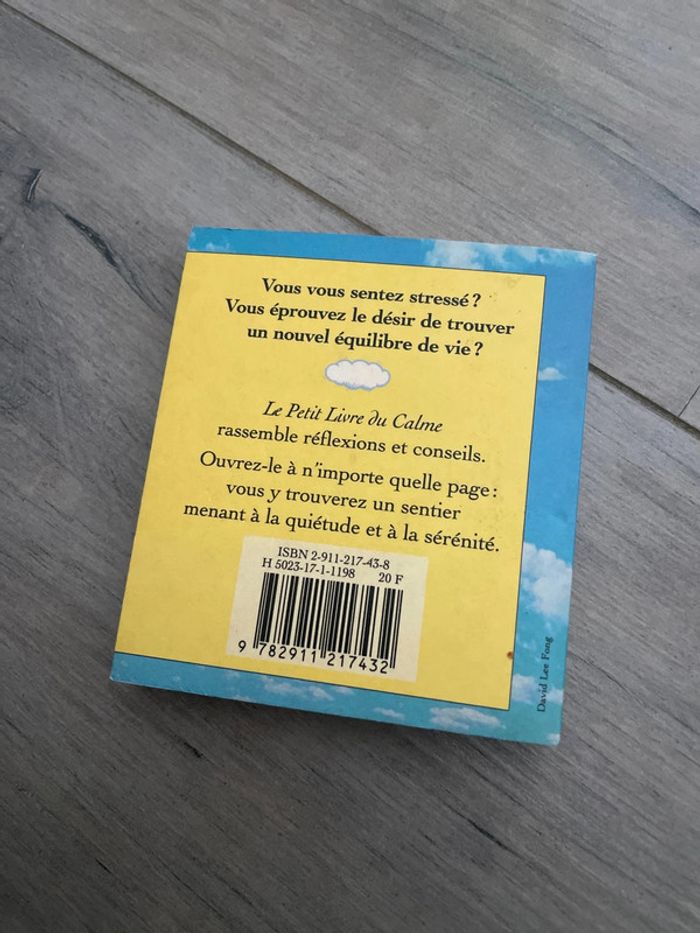 Vous vous sentez stressé ?
Vous éprouvez le désir de trouver
un nouvel équilibre de vie ?
Le Petit Livre du Calme
rassemble réflexions et conseils.
Ouvrez-le à n'importe quelle page :
vous y trouverez un sentier
menant à la quiétude et à la sérénité.
ISBN 2-911-217-43-8
H 5023-17-1-1198 20 F
9 782911 217432
David Lee Fong